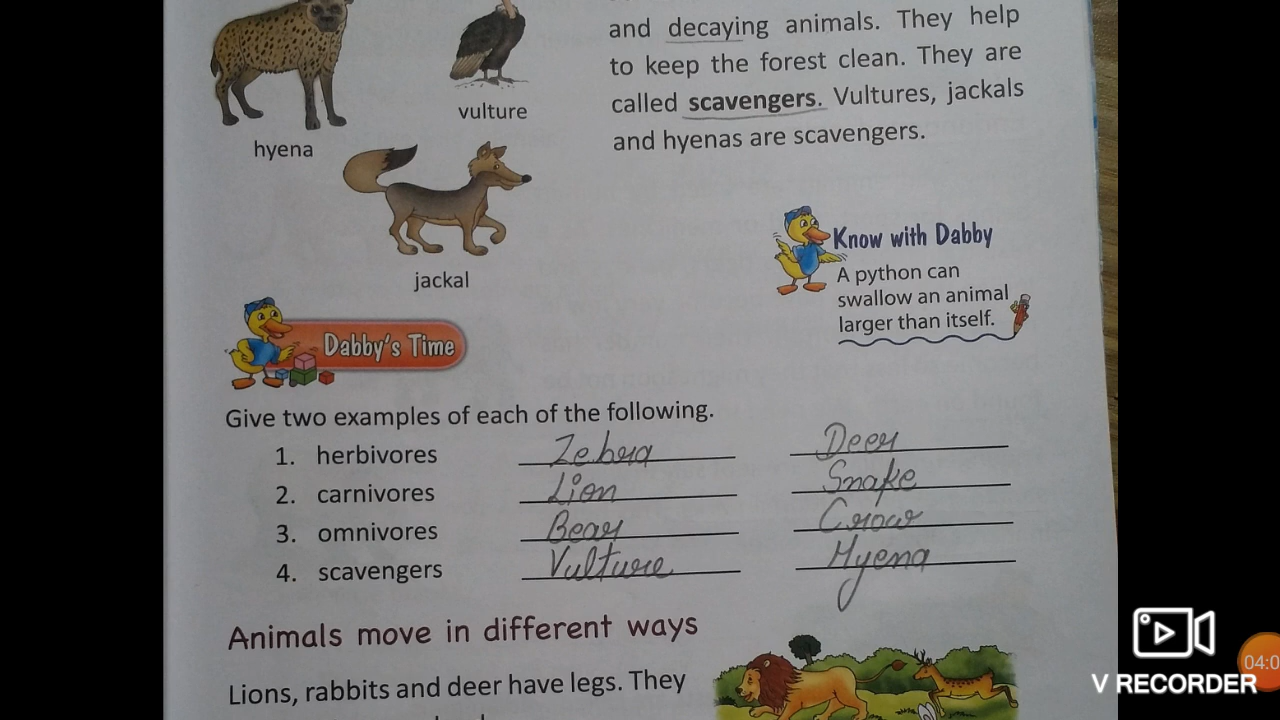 and decaying animals. They help
to keep the forest clean. They are
called scavengers. Vultures, jackals
and hyenas are scavengers.
vulture
hyena
jackal
Know with Dabby
A python can
swallow an animal
larger than itself.
Dabby's Time
Give two examples of each of the following.
1. herbivores Zebra Deer
2. carnivores Lion Snake
3. omnivores Bear Crow
4. scavengers Vulture Hyena
Animals move in different ways
Lions, rabbits and deer have legs. They
V RECORDER
04:0